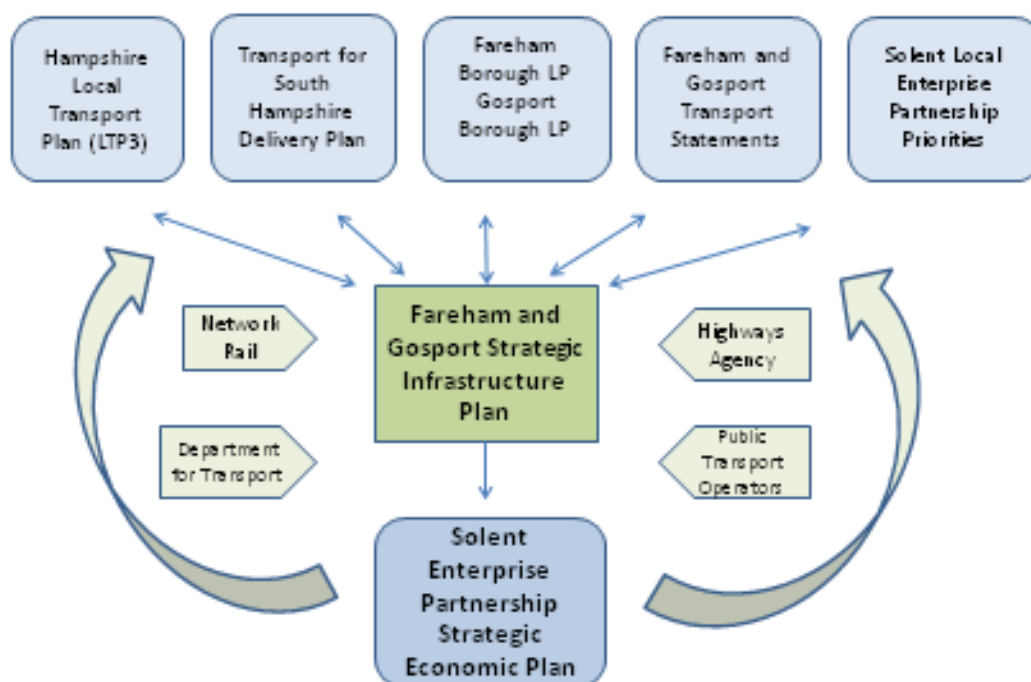 Hampshire
Local
Transport
Plan (LTP3)
Transport for
South
Hampshire
Delivery Plan
Fareham
Borough LP
Gosport
Borough LP
Fareham and
Gosport
Transport
Statements
Solent Local
Enterprise
Partnership
Priorities
Network
Rail
Fareham and
Gosport Strategic
Infrastructure
Plan
Highways
Agency
Department
for Transport
Public
Transport
Operators
Solent
Enterprise
Partnership
Strategic
Economic Plan